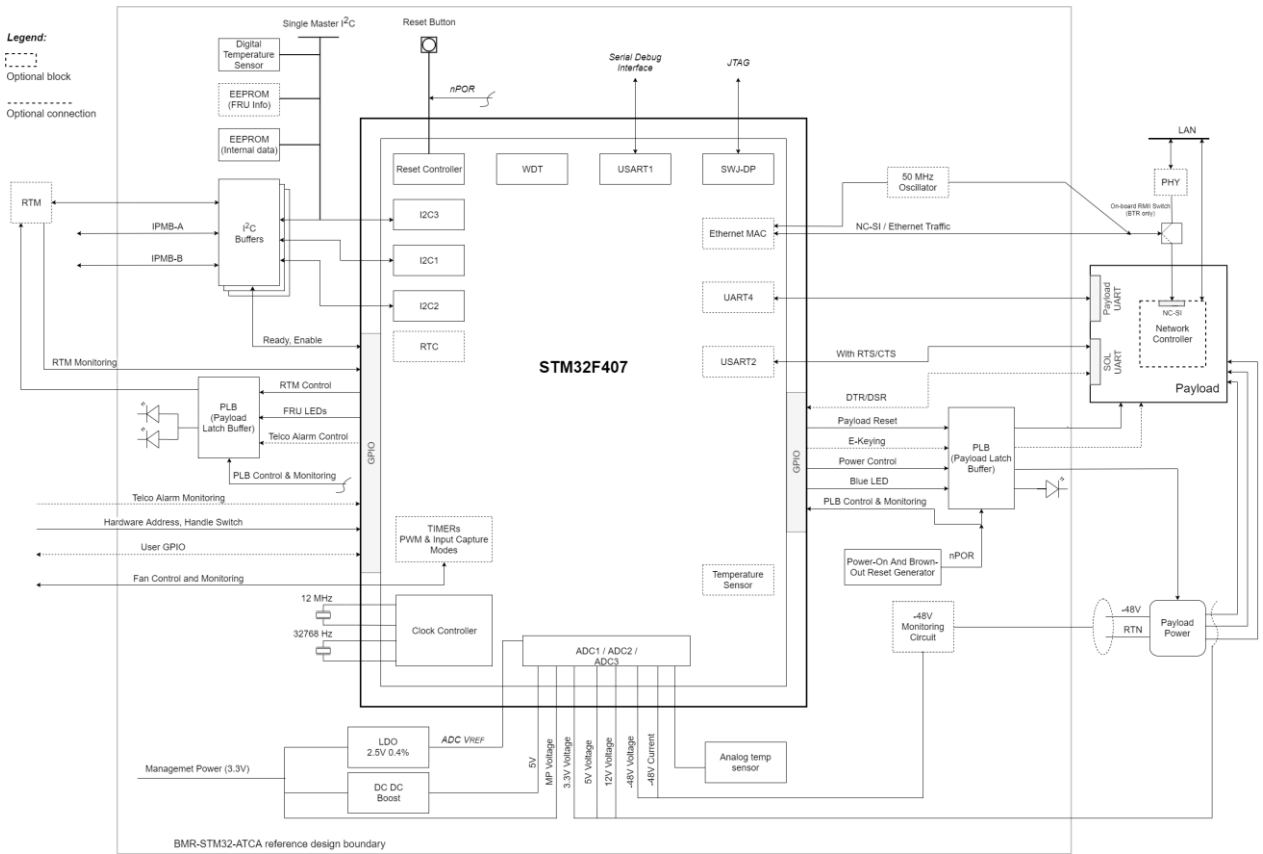 Legend:
Optional block
Optional connection
Single Master I²C
Reset Button
Digital
Temperature
Sensor
EEPROM
(FRU Info)
EEPROM
(Internal data)
nPOR
Serial Debug
Interface
JTAG
LAN
PHY
On-board RMII Switch
(BTR only)
50 MHz
Oscillator
Reset Controller
WDT
USART1
SWJ-DP
RTM
IPMB-A
IPMB-B
I²C
Buffers
I2C3
I2C1
I2C2
RTC
Ethernet MAC
NC-SI / Ethernet Traffic
UART4
USART2
With RTS/CTS
Payload
UART
SOL
UART
NC-SI
Network
Controller
Payload
STM32F407
Ready, Enable
RTM Monitoring
RTM Control
FRU LEDs
Telco Alarm Control
PLB
(Payload
Latch Buffer)
PLB Control & Monitoring
GPIO
Telco Alarm Monitoring
Hardware Address, Handle Switch
User GPIO
Fan Control and Monitoring
TIMERs
PWM & Input Capture
Modes
GPIO
DTR/DSR
Payload Reset
E-Keying
Power Control
Blue LED
PLB Control & Monitoring
PLB
(Payload Latch
Buffer)
nPOR
Power-On And Brown-
Out Reset Generator
Temperature
Sensor
12 MHz
32768 Hz
Clock Controller
ADC1 / ADC2 /
ADC3
-48V
Monitoring
Circuit
-48V
RTN
Payload
Power
LDO
2.5V 0.4%
ADC VREF
Managemet Power (3.3V)
DC DC
Boost
5V
MP Voltage
3.3V Voltage
5V Voltage
12V Voltage
-48V Voltage
-48V Current
Analog temp
sensor
BMR-STM32-ATCA reference design boundary